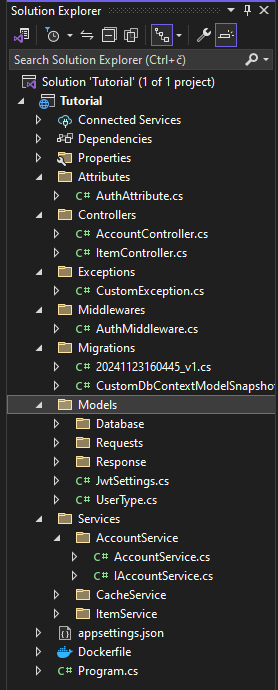 Solution Explorer
Search Solution Explorer (Ctrl+č)
Solution 'Tutorial' (1 of 1 project)
Tutorial
Connected Services
Dependencies
Properties
Attributes
C# AuthAttribute.cs
Controllers
C# AccountController.cs
C# ItemController.cs
Exceptions
C# CustomException.cs
Middlewares
C# AuthMiddleware.cs
Migrations
C# 20241123160445_v1.cs
C# CustomDbContextModelSnapsho
Models
Database
Requests
Response
C# JwtSettings.cs
C# UserType.cs
Services
AccountService
C# AccountService.cs
C# IAccountService.cs
CacheService
ItemService
appsettings.json
Dockerfile
C# Program.cs